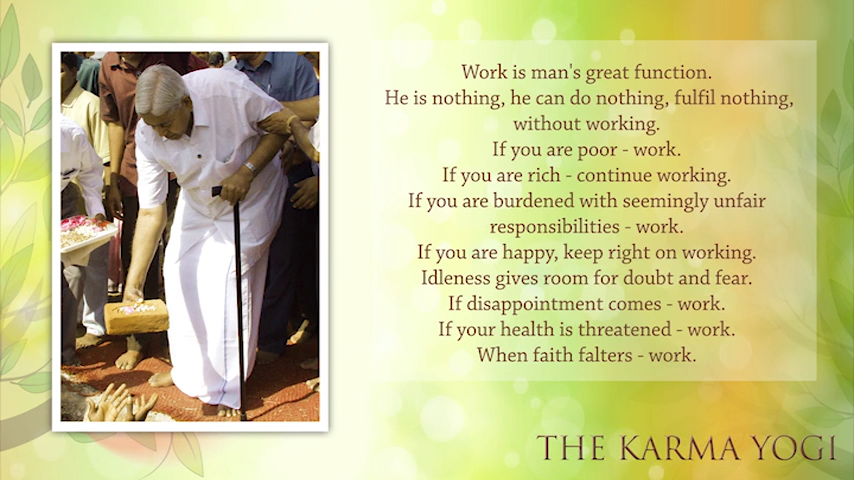 Work is man's great function.
He is nothing, he can do nothing, fulfil nothing,
without working.
If you are poor - work.
If you are rich - continue working.
If you are burdened with seemingly unfair
responsibilities - work.
If you are happy, keep right on working.
Idleness gives room for doubt and fear.
If disappointment comes - work.
If your health is threatened - work.
When faith falters - work.
THE KARMA YOGI